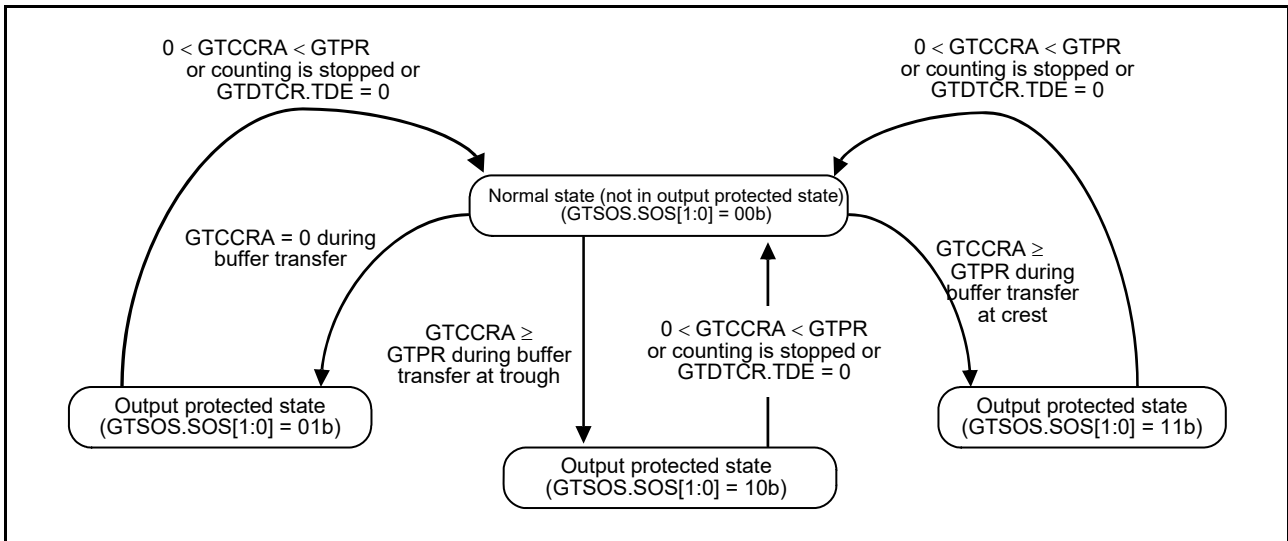 0 < GTCCRA < GTPR
or counting is stopped or
GTDTCR.TDE = 0
0 < GTCCRA < GTPR
or counting is stopped or
GTDTCR.TDE = 0
Normal state (not in output protected state)
(GTSOS.SOS[1:0] = 00b)
GTCCRA = 0 during
buffer transfer
GTCCRA ≥
GTPR during buffer
transfer at trough
0 < GTCCRA < GTPR
or counting is stopped or
GTDTCR.TDE = 0
GTCCRA ≥
GTPR during
buffer transfer
at crest
Output protected state
(GTSOS.SOS[1:0] = 01b)
Output protected state
(GTSOS.SOS[1:0] = 10b)
Output protected state
(GTSOS.SOS[1:0] = 11b)